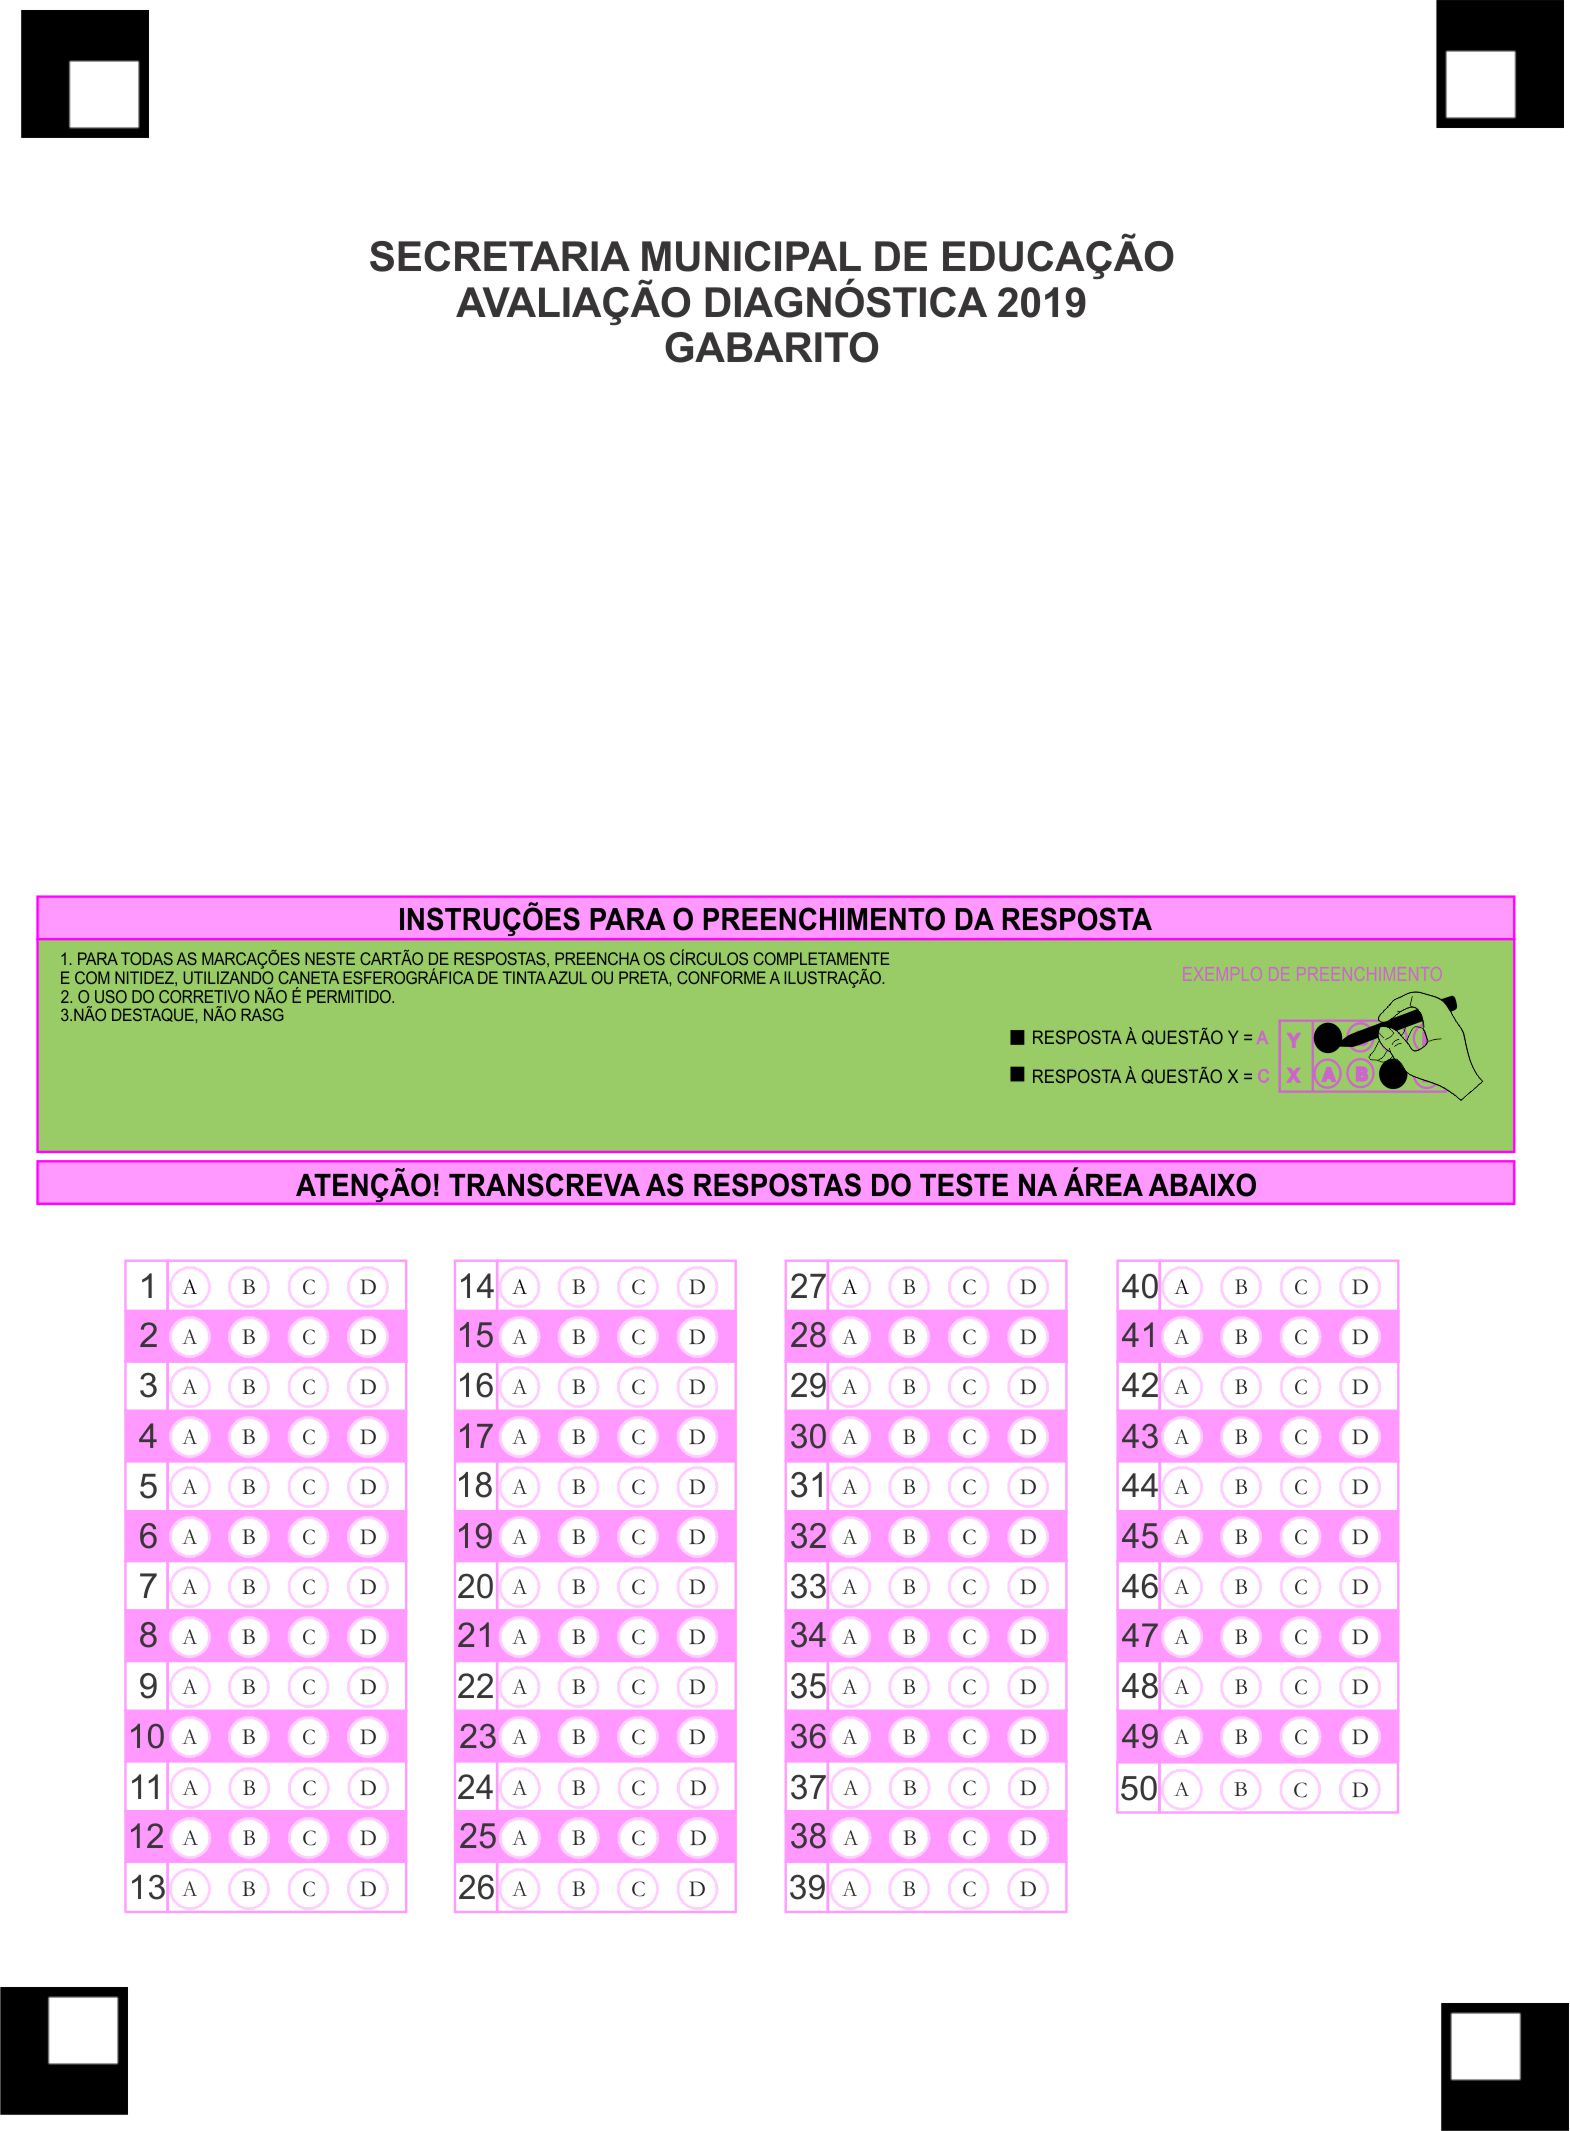 SECRETARIA MUNICIPAL DE EDUCAÇÃO
AVALIAÇÃO DIAGNÓSTICA 2019
GABARITO
INSTRUÇÕES PARA O PREENCHIMENTO DA RESPOSTA
1. PARA TODAS AS MARCAÇÕES NESTE CARTÃO DE RESPOSTAS, PREENCHA OS CÍRCULOS COMPLETAMENTE
E COM NITIDEZ, UTILIZANDO CANETA ESFEROGRÁFICA DE TINTA AZUL OU PRETA, CONFORME A ILUSTRAÇÃO.
2. O USO DO CORRETIVO NÃO É PERMITIDO.
3.NÃO DESTAQUE, NÃO RASG
EXEMPLO DE PREENCHIMENTO
RESPOSTA À QUESTÃO Y = A Y
RESPOSTA À QUESTÃO X = C X A B
ATENÇÃO! TRANSCREVA AS RESPOSTAS DO TESTE NA ÁREA ABAIXO
1 A B C D
2 A B C D
3 A B C D
4 A B C D
5 A B C D
6 A B C D
7 A B C D
8 A B C D
9 A B C D
10 A B C D
11 A B C D
12 A B C D
13 A B C D
14 A B C D
15 A B C D
16 A B C D
17 A B C D
18 A B C D
19 A B C D
20 A B C D
21 A B C D
22 A B C D
23 A B C D
24 A B C D
25 A B C D
26 A B C D
27 A B C D
28 A B C D
29 A B C D
30 A B C D
31 A B C D
32 A B C D
33 A B C D
34 A B C D
35 A B C D
36 A B C D
37 A B C D
38 A B C D
39 A B C D
40 A B C D
41 A B C D
42 A B C D
43 A B C D
44 A B C D
45 A B C D
46 A B C D
47 A B C D
48 A B C D
49 A B C D
50 A B C D